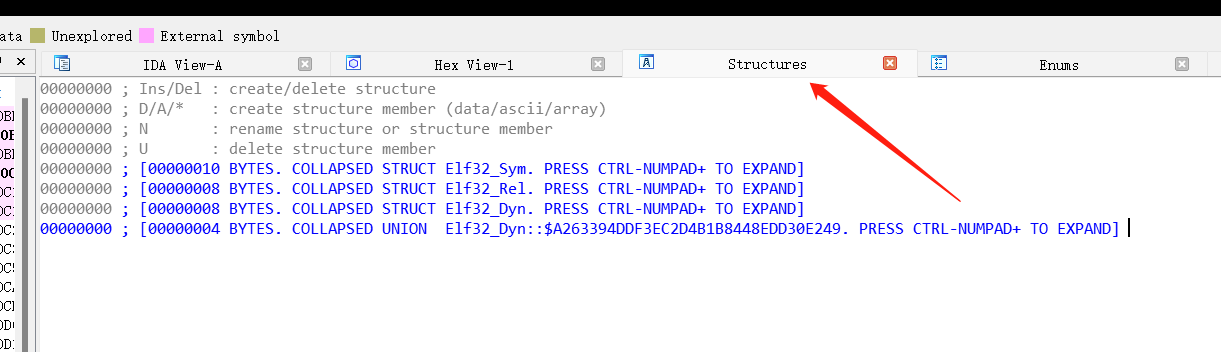 ata Unexplored External symbol
IDA View-A Hex View-1 Structures Enums
00000000 ; Ins/Del : create/delete structure
00000000 ; D/A/*   : create structure member (data/ascii/array)
00000000 ; N       : rename structure or structure member
00000000 ; U       : delete structure member
00000000 ; [00000010 BYTES. COLLAPSED STRUCT Elf32_Sym. PRESS CTRL-NUMPAD+ TO EXPAND]
00000000 ; [00000008 BYTES. COLLAPSED STRUCT Elf32_Rel. PRESS CTRL-NUMPAD+ TO EXPAND]
00000000 ; [00000008 BYTES. COLLAPSED STRUCT Elf32_Dyn. PRESS CTRL-NUMPAD+ TO EXPAND]
00000000 ; [00000004 BYTES. COLLAPSED UNION  Elf32_Dyn::$A263394DDF3EC2D4B1B8448EDD30E249. PRESS CTRL-NUMPAD+ TO EXPAND]